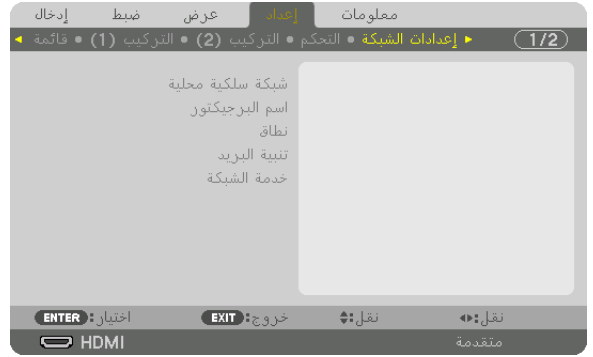 إدخال ضبط عرض إعداد معلومات
◄ قائمة • التركيب (1) • التركيب (2) • التحكم • إعدادات الشبكة ► 1/2
شبكة سلكية محلية
اسم البرجيكتور
نطاق
تنبية البريد
خدمة الشبكة
ENTER :اختيار EXIT :خروج نقل: نقل:
HDMI متقدمة